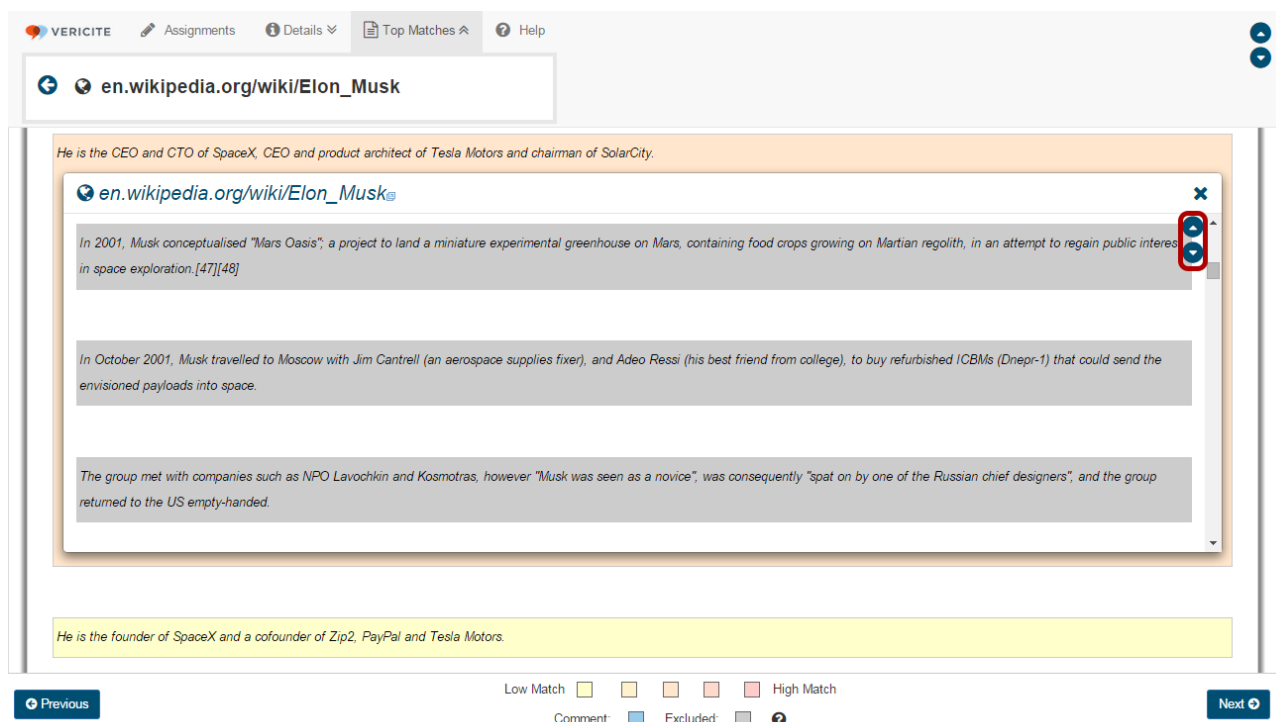 VERICITE Assignments Details Top Matches Help
en.wikipedia.org/wiki/Elon_Musk
He is the CEO and CTO of SpaceX, CEO and product architect of Tesla Motors and chairman of SolarCity.
en.wikipedia.org/wiki/Elon_Musk
In 2001, Musk conceptualised "Mars Oasis"; a project to land a miniature experimental greenhouse on Mars, containing food crops growing on Martian regolith, in an attempt to regain public interes
in space exploration.[47][48]
In October 2001, Musk travelled to Moscow with Jim Cantrell (an aerospace supplies fixer), and Adeo Ressi (his best friend from college), to buy refurbished ICBMs (Dnepr-1) that could send the
envisioned payloads into space.
The group met with companies such as NPO Lavochkin and Kosmotras, however "Musk was seen as a novice", was consequently "spat on by one of the Russian chief designers", and the group
returned to the US empty-handed.
He is the founder of SpaceX and a cofounder of Zip2, PayPal and Tesla Motors.
Low Match High Match
Previous Next
Comment: Excluded: